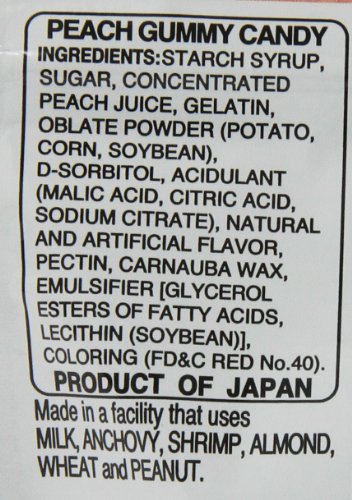 PEACH GUMMY CANDY
INGREDIENTS:STARCH SYRUP,
SUGAR, CONCENTRATED
PEACH JUICE, GELATIN,
OBLATE POWDER (POTATO,
CORN, SOYBEAN),
D-SORBITOL, ACIDULANT
(MALIC ACID, CITRIC ACID,
SODIUM CITRATE), NATURAL
AND ARTIFICIAL FLAVOR,
PECTIN, CARNAUBA WAX,
EMULSIFIER [GLYCEROL
ESTERS OF FATTY ACIDS,
LECITHIN (SOYBEAN)],
COLORING (FD&C RED No.40).
PRODUCT OF JAPAN
Made in a facility that uses
MILK, ANCHOVY, SHRIMP, ALMOND,
WHEAT and PEANUT.